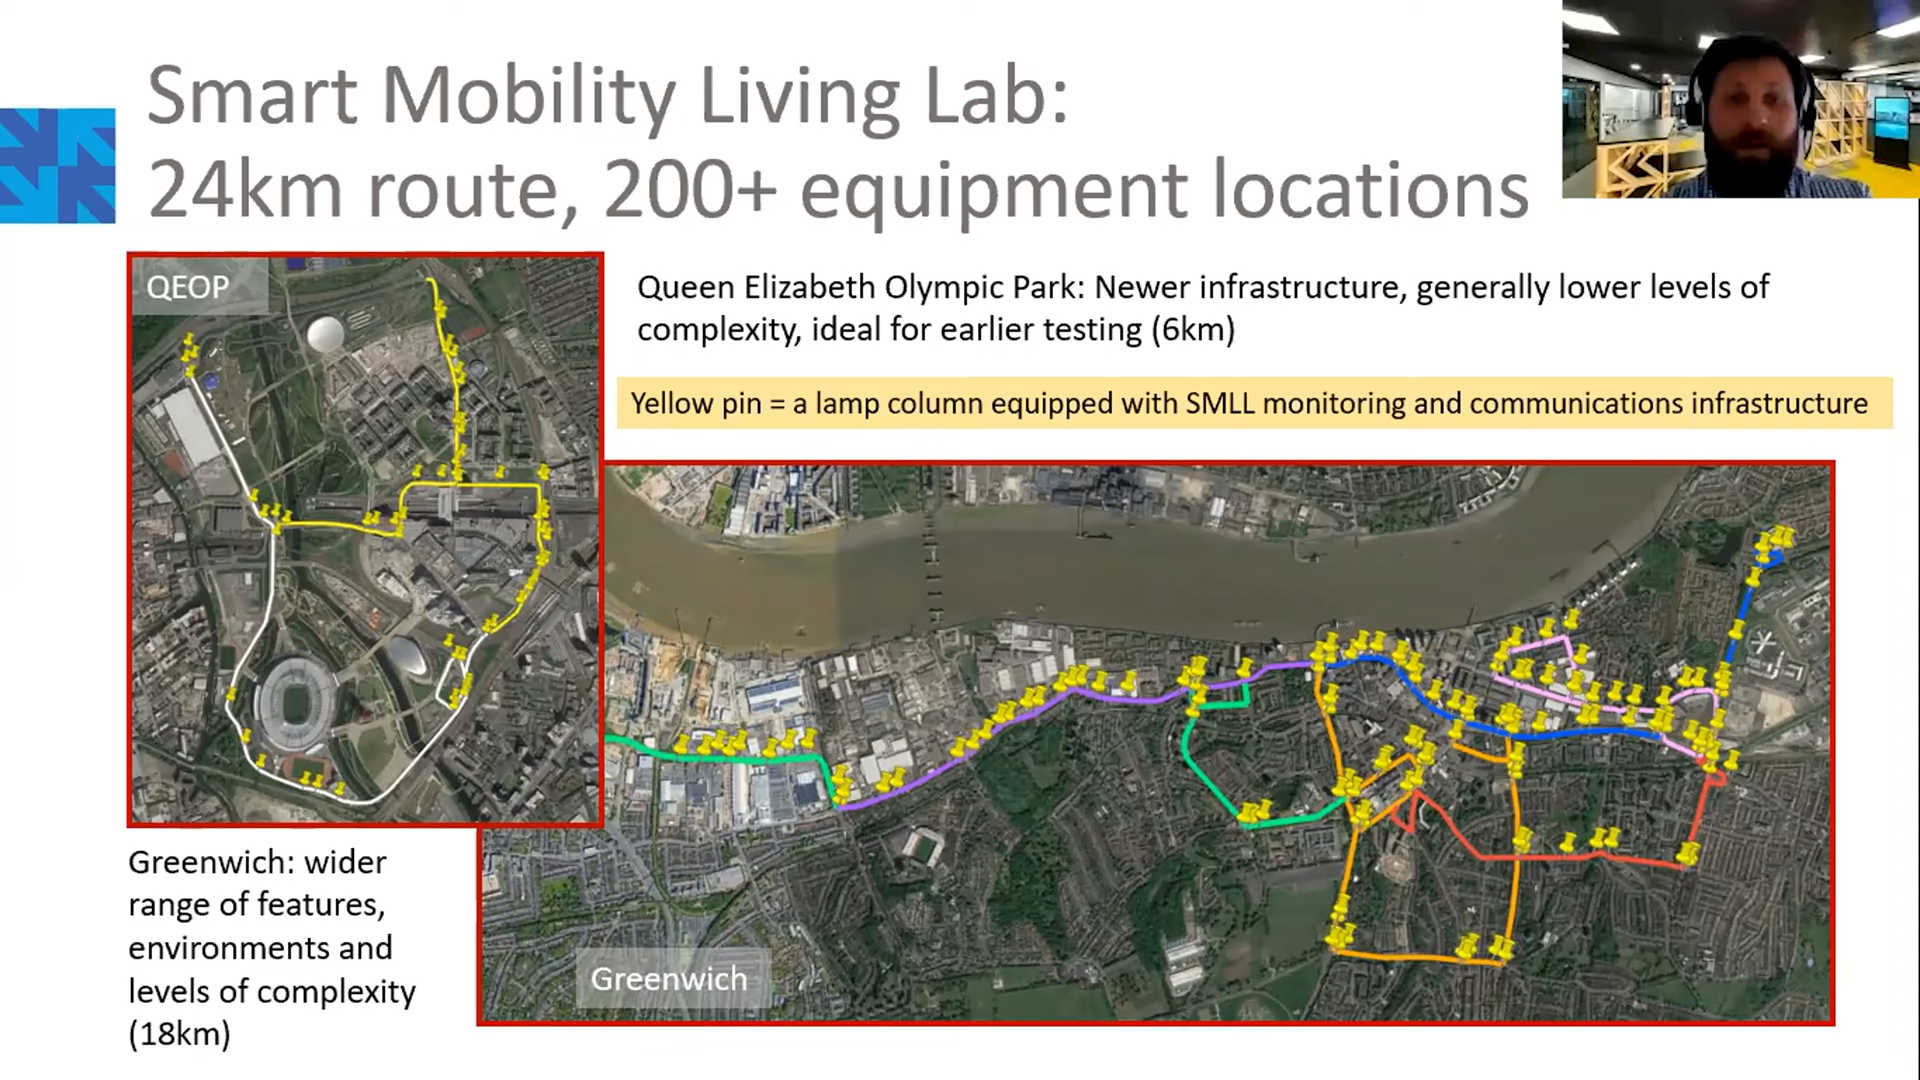 Smart Mobility Living Lab:
24km route, 200+ equipment locations
QEOP
Queen Elizabeth Olympic Park: Newer infrastructure, generally lower levels of
complexity, ideal for earlier testing (6km)
Yellow pin = a lamp column equipped with SMLL monitoring and communications infrastructure
Greenwich: wider
range of features,
environments and
levels of complexity
(18km)
Greenwich